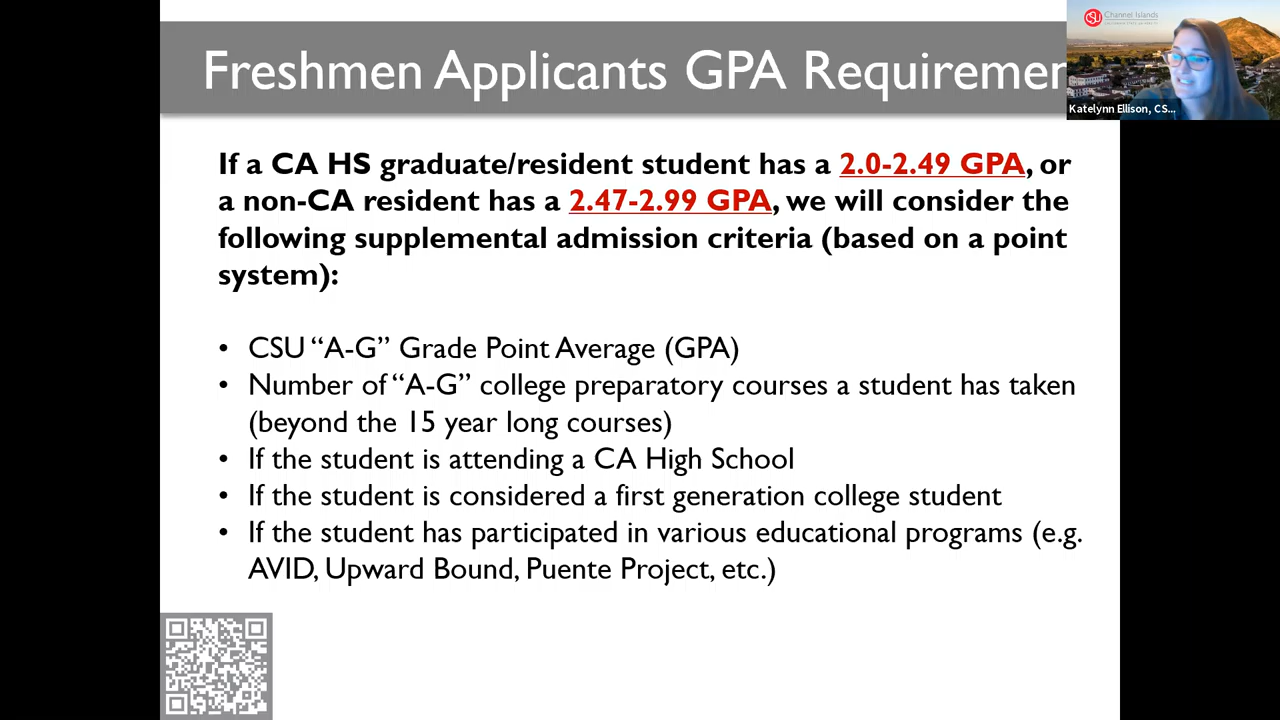 Freshmen Applicants GPA Requiremen
CSU Channel Islands
Katelynn Ellison, CS...
If a CA HS graduate/resident student has a 2.0-2.49 GPA, or
a non-CA resident has a 2.47-2.99 GPA, we will consider the
following supplemental admission criteria (based on a point
system):
• CSU “A-G” Grade Point Average (GPA)
• Number of “A-G” college preparatory courses a student has taken
(beyond the 15 year long courses)
• If the student is attending a CA High School
• If the student is considered a first generation college student
• If the student has participated in various educational programs (e.g.
AVID, Upward Bound, Puente Project, etc.)